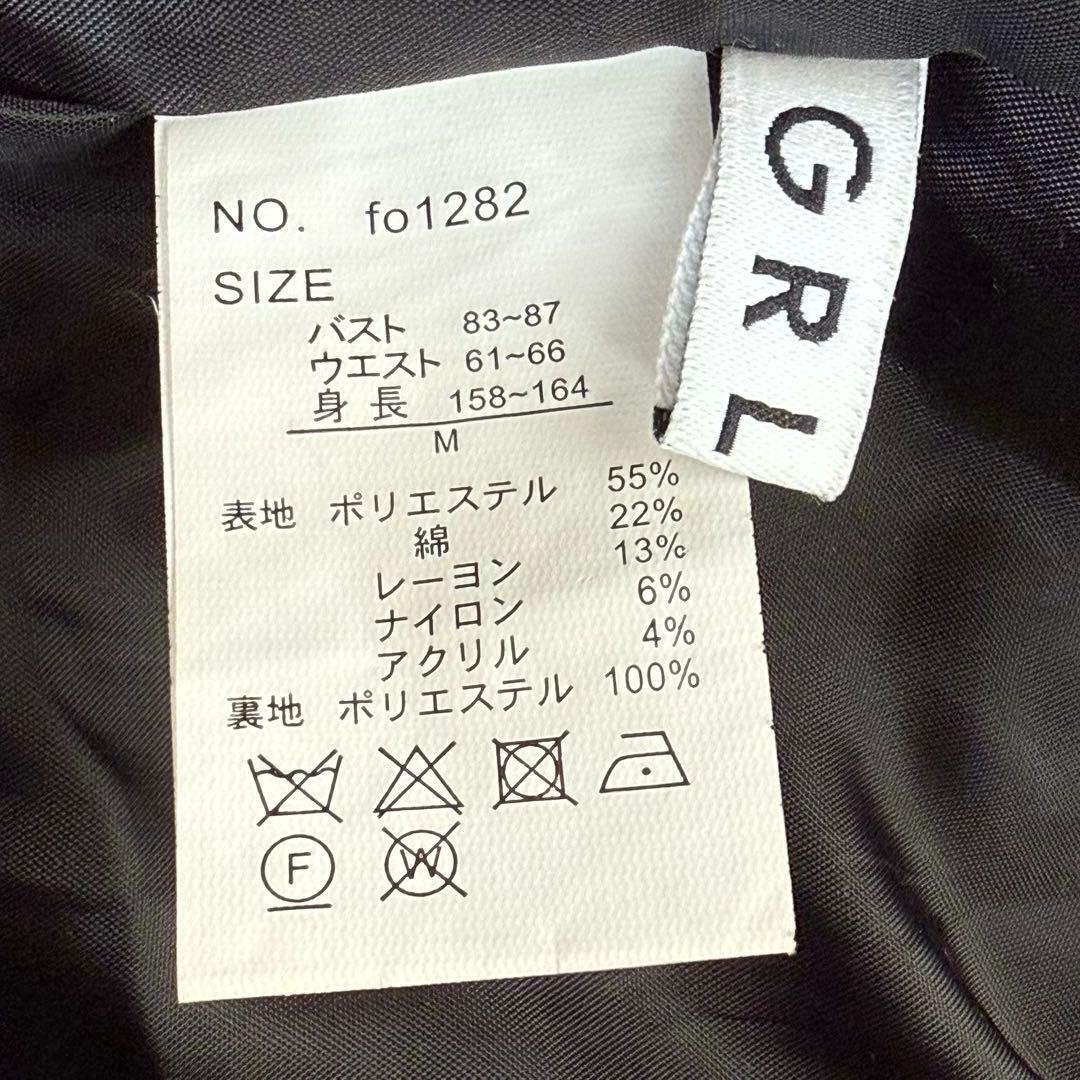 NO. fo1282
SIZE
バスト 83~87
ウエスト 61~66
身長 158~164
M
表地 ポリエステル 55%
綿 22%
レーヨン 13%
ナイロン 6%
アクリル 4%
裏地 ポリエステル 100%
F
W
GRL